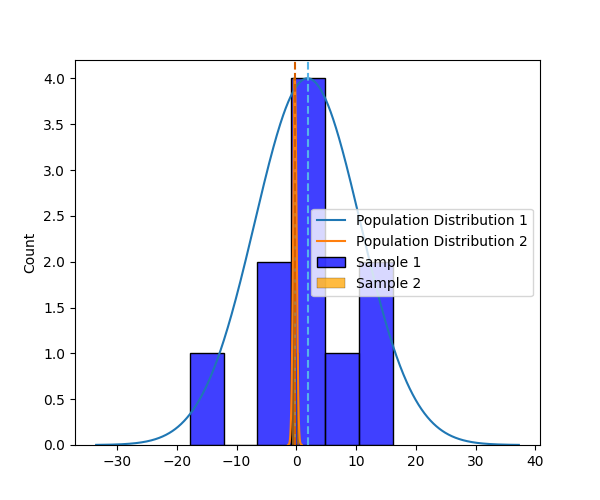 4.0
3.5
3.0
2.5
2.0
1.5
1.0
0.5
0.0
Count
Population Distribution 1
Population Distribution 2
Sample 1
Sample 2
−30 −20 −10 0 10 20 30 40